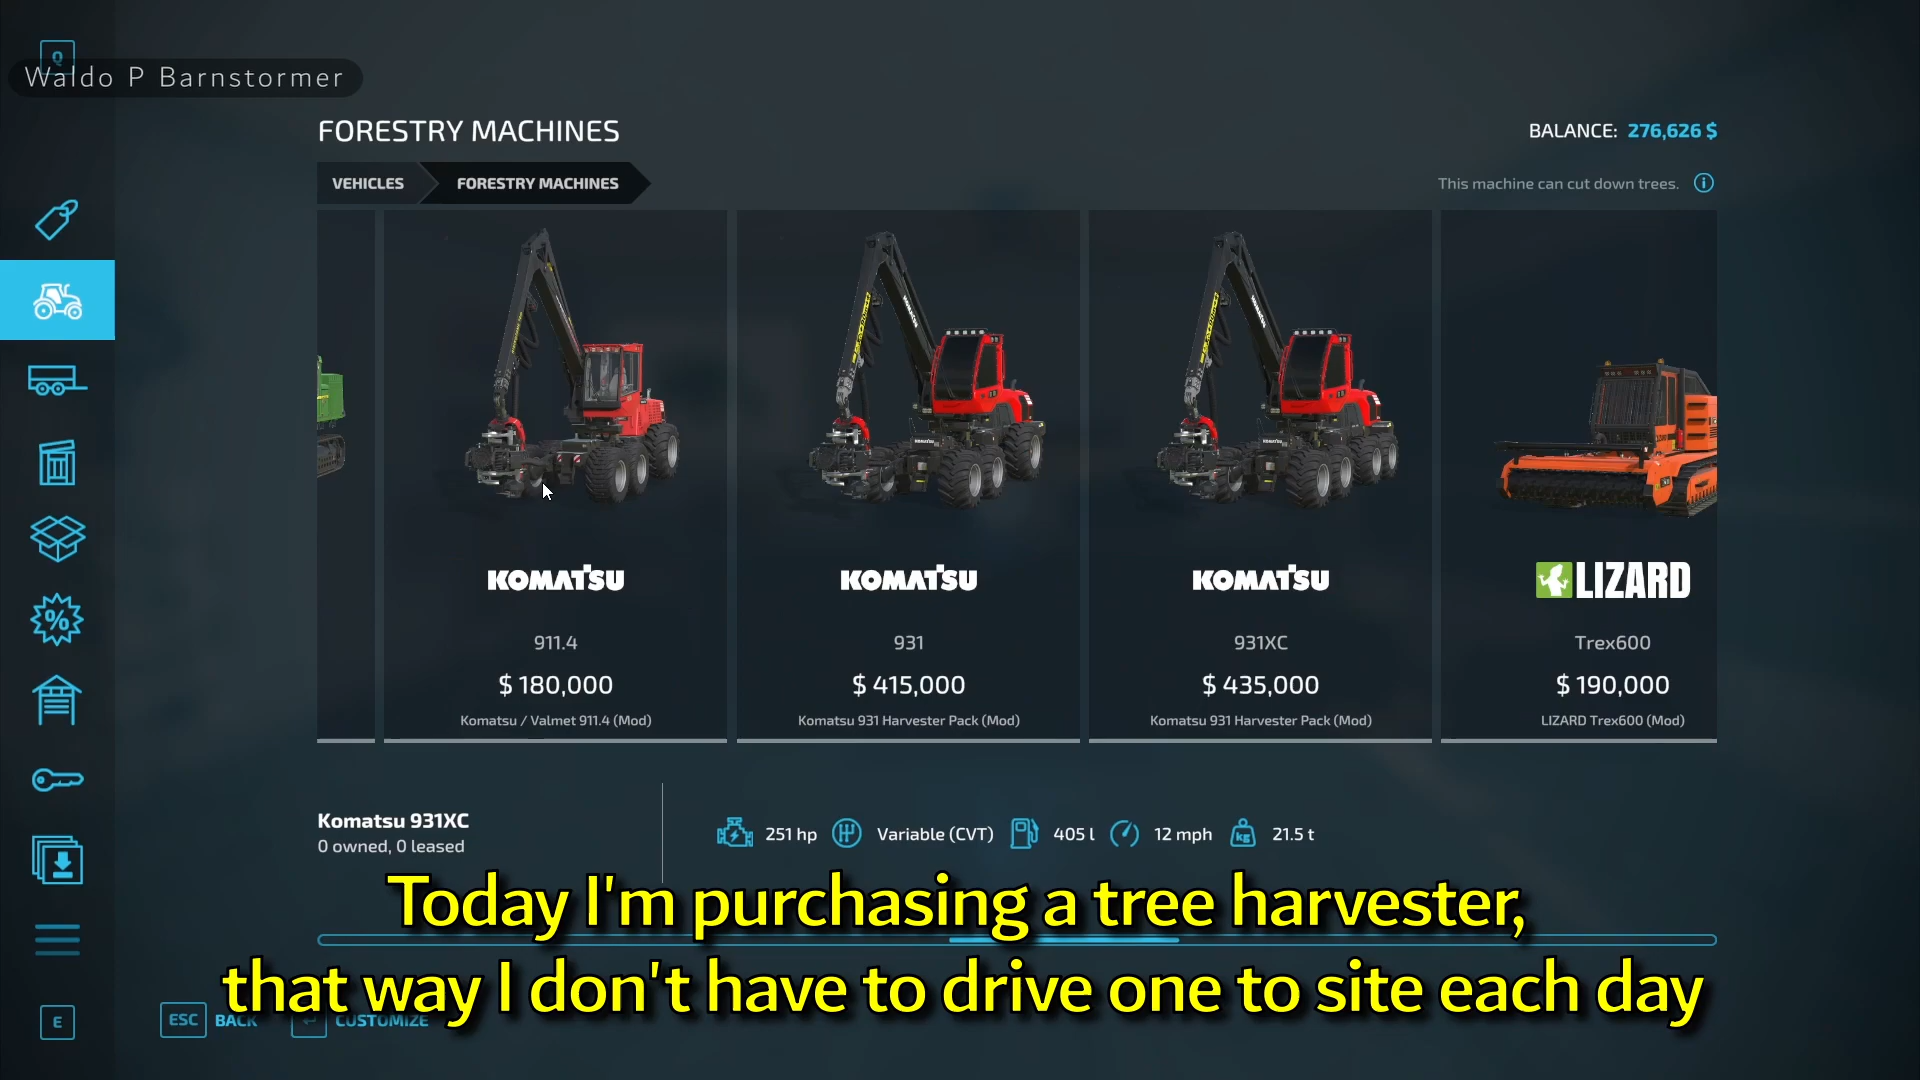 Q
Waldo P Barnstormer
FORESTRY MACHINES
BALANCE: 276,626 $
VEHICLES
FORESTRY MACHINES
This machine can cut down trees.
KOMATSU
911.4
$ 180,000
Komatsu / Valmet 911.4 (Mod)
KOMATSU
931
$ 415,000
Komatsu 931 Harvester Pack (Mod)
KOMATSU
931XC
$ 435,000
Komatsu 931 Harvester Pack (Mod)
LIZARD
Trex600
$ 190,000
LIZARD Trex600 (Mod)
Komatsu 931XC
0 owned, 0 leased
251 hp
Variable (CVT)
405 l
12 mph
kg
21.5 t
Today I'm purchasing a tree harvester,
that way I don't have to drive one to site each day
E
ESC BACK
CUSTOMIZE